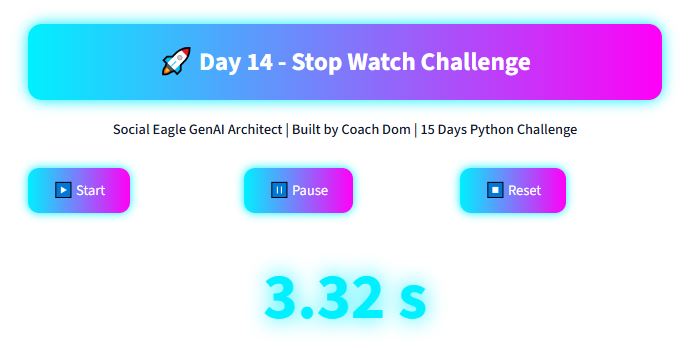 🚀 Day 14 - Stop Watch Challenge
Social Eagle GenAI Architect | Built by Coach Dom | 15 Days Python Challenge
▶️ Start
⏸️ Pause
⏹️ Reset
3.32 s